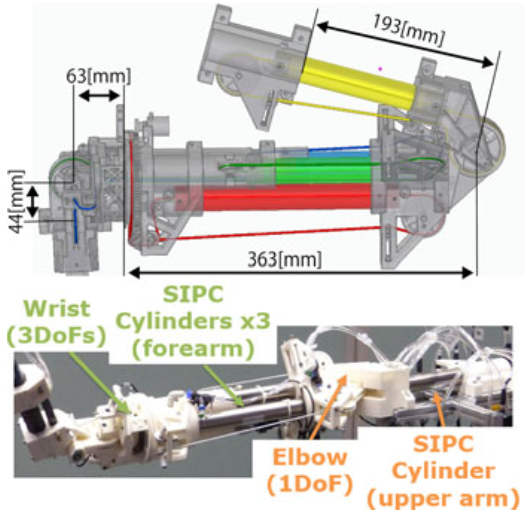 193[mm]
63[mm]
44[mm]
363[mm]
Wrist
(3DoFs)
SIPC
Cylinders x3
(forearm)
Elbow
(1DoF)
SIPC
Cylinder
(upper arm)